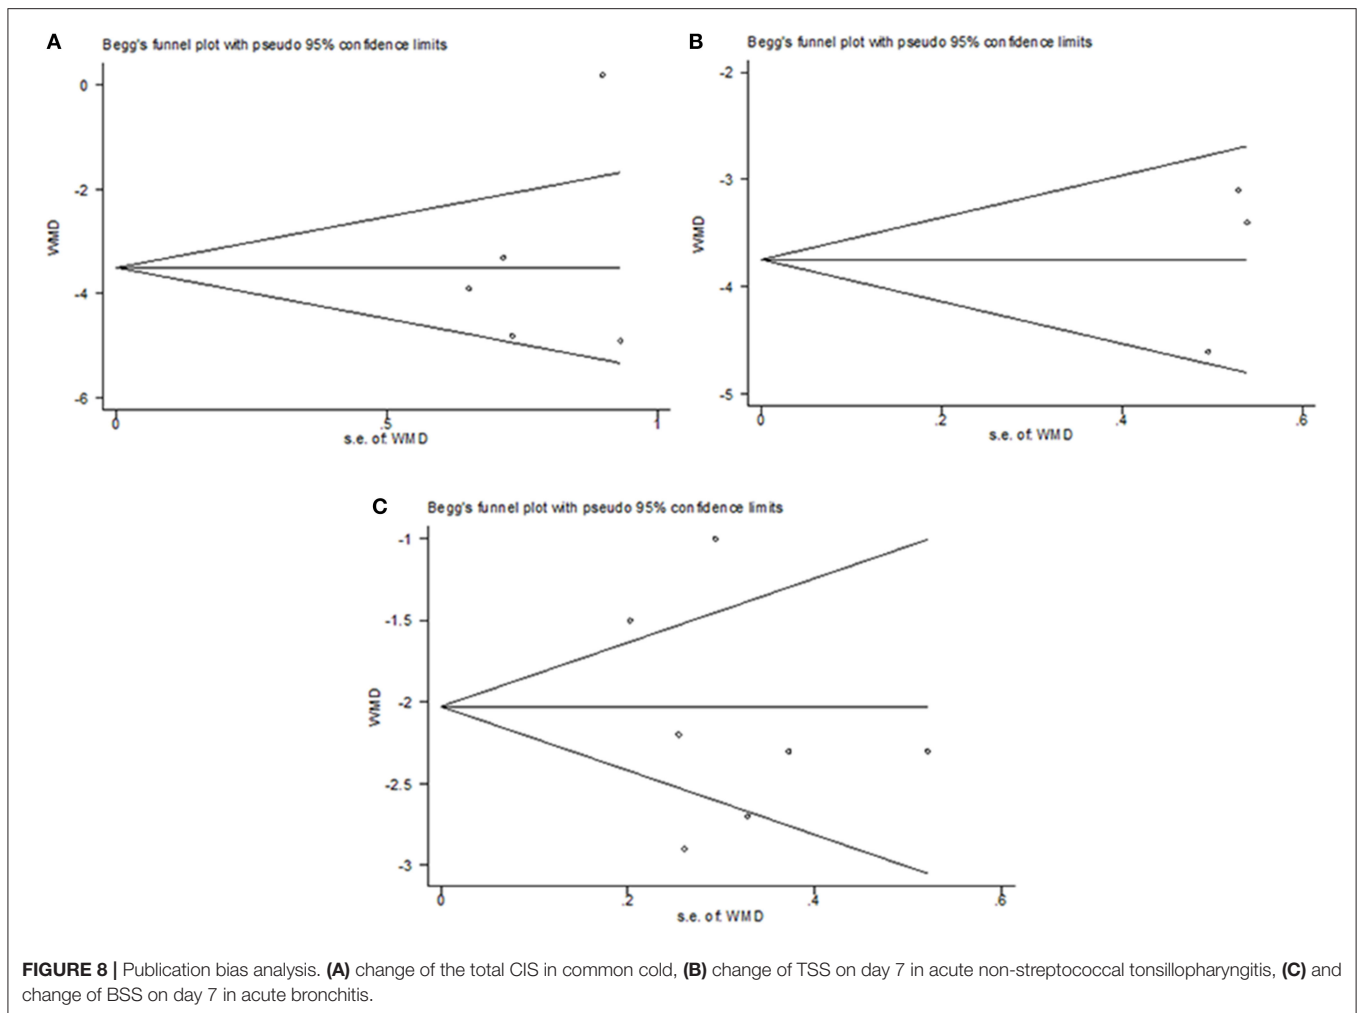 A
Begg's funnel plot with pseudo 95% confidence limits
0
-2
-4
-6
WMD
0
.5
1
s.e. of: WMD
B
Begg's funnel plot with pseudo 95% confidence limits
-2
-3
-4
-5
WMD
0
.2
.4
.6
s.e. of: WMD
C
Begg's funnel plot with pseudo 95% confidence limits
-1
-1.5
-2
-2.5
-3
WMD
0
.2
.4
.6
s.e. of: WMD
FIGURE 8 | Publication bias analysis. (A) change of the total CIS in common cold, (B) change of TSS on day 7 in acute non-streptococcal tonsillopharyngitis, (C) and
change of BSS on day 7 in acute bronchitis.